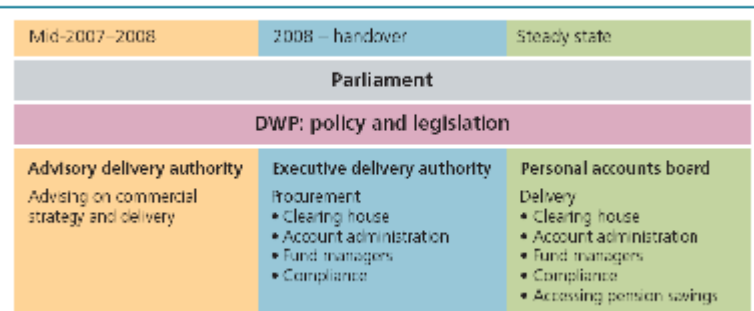 Mid-2007–2008
2008 – handover
Steady state
Parliament
DWP: policy and legislation
Advisory delivery authority
Advising on commercial
strategy and delivery
Executive delivery authority
Procurement
• Clearing house
• Account administration
• Fund managers
• Compliance
Personal accounts board
Delivery
• Clearing house
• Account administration
• Fund managers
• Compliance
• Accessing pension savings